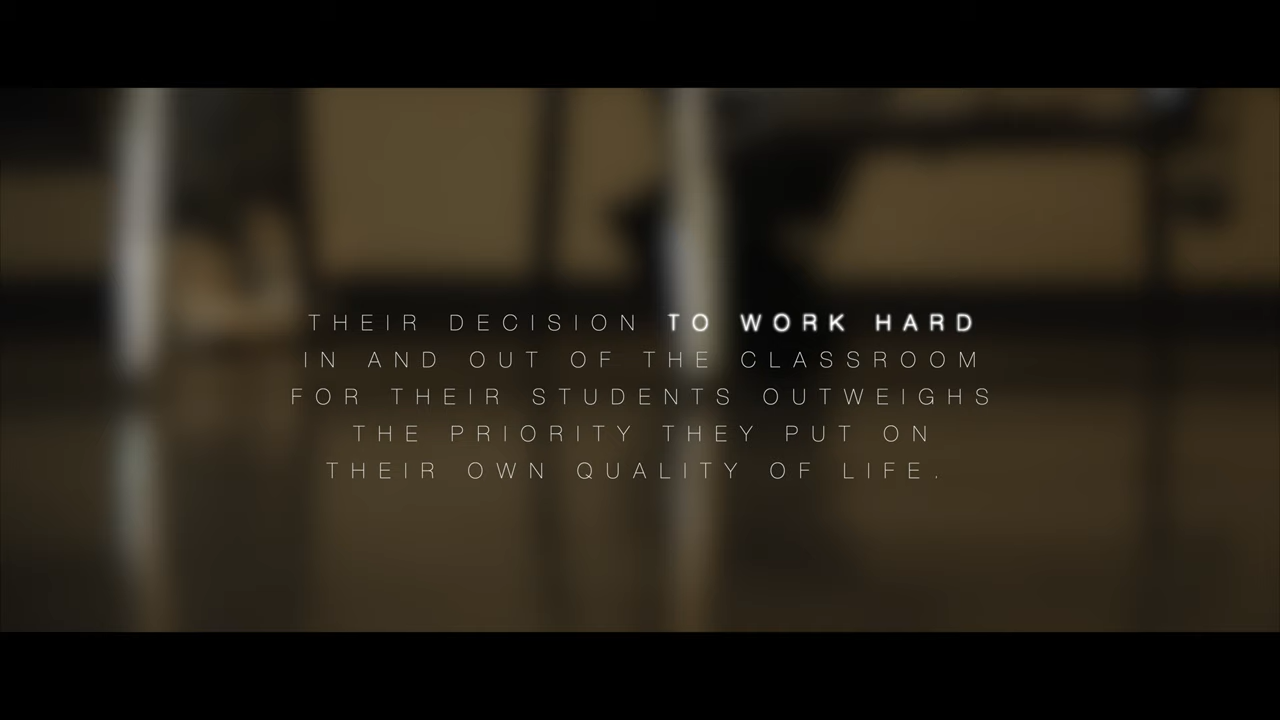 THEIR DECISION TO WORK HARD
IN AND OUT OF THE CLASSROOM
FOR THEIR STUDENTS OUTWEIGHS
THE PRIORITY THEY PUT ON
THEIR OWN QUALITY OF LIFE.